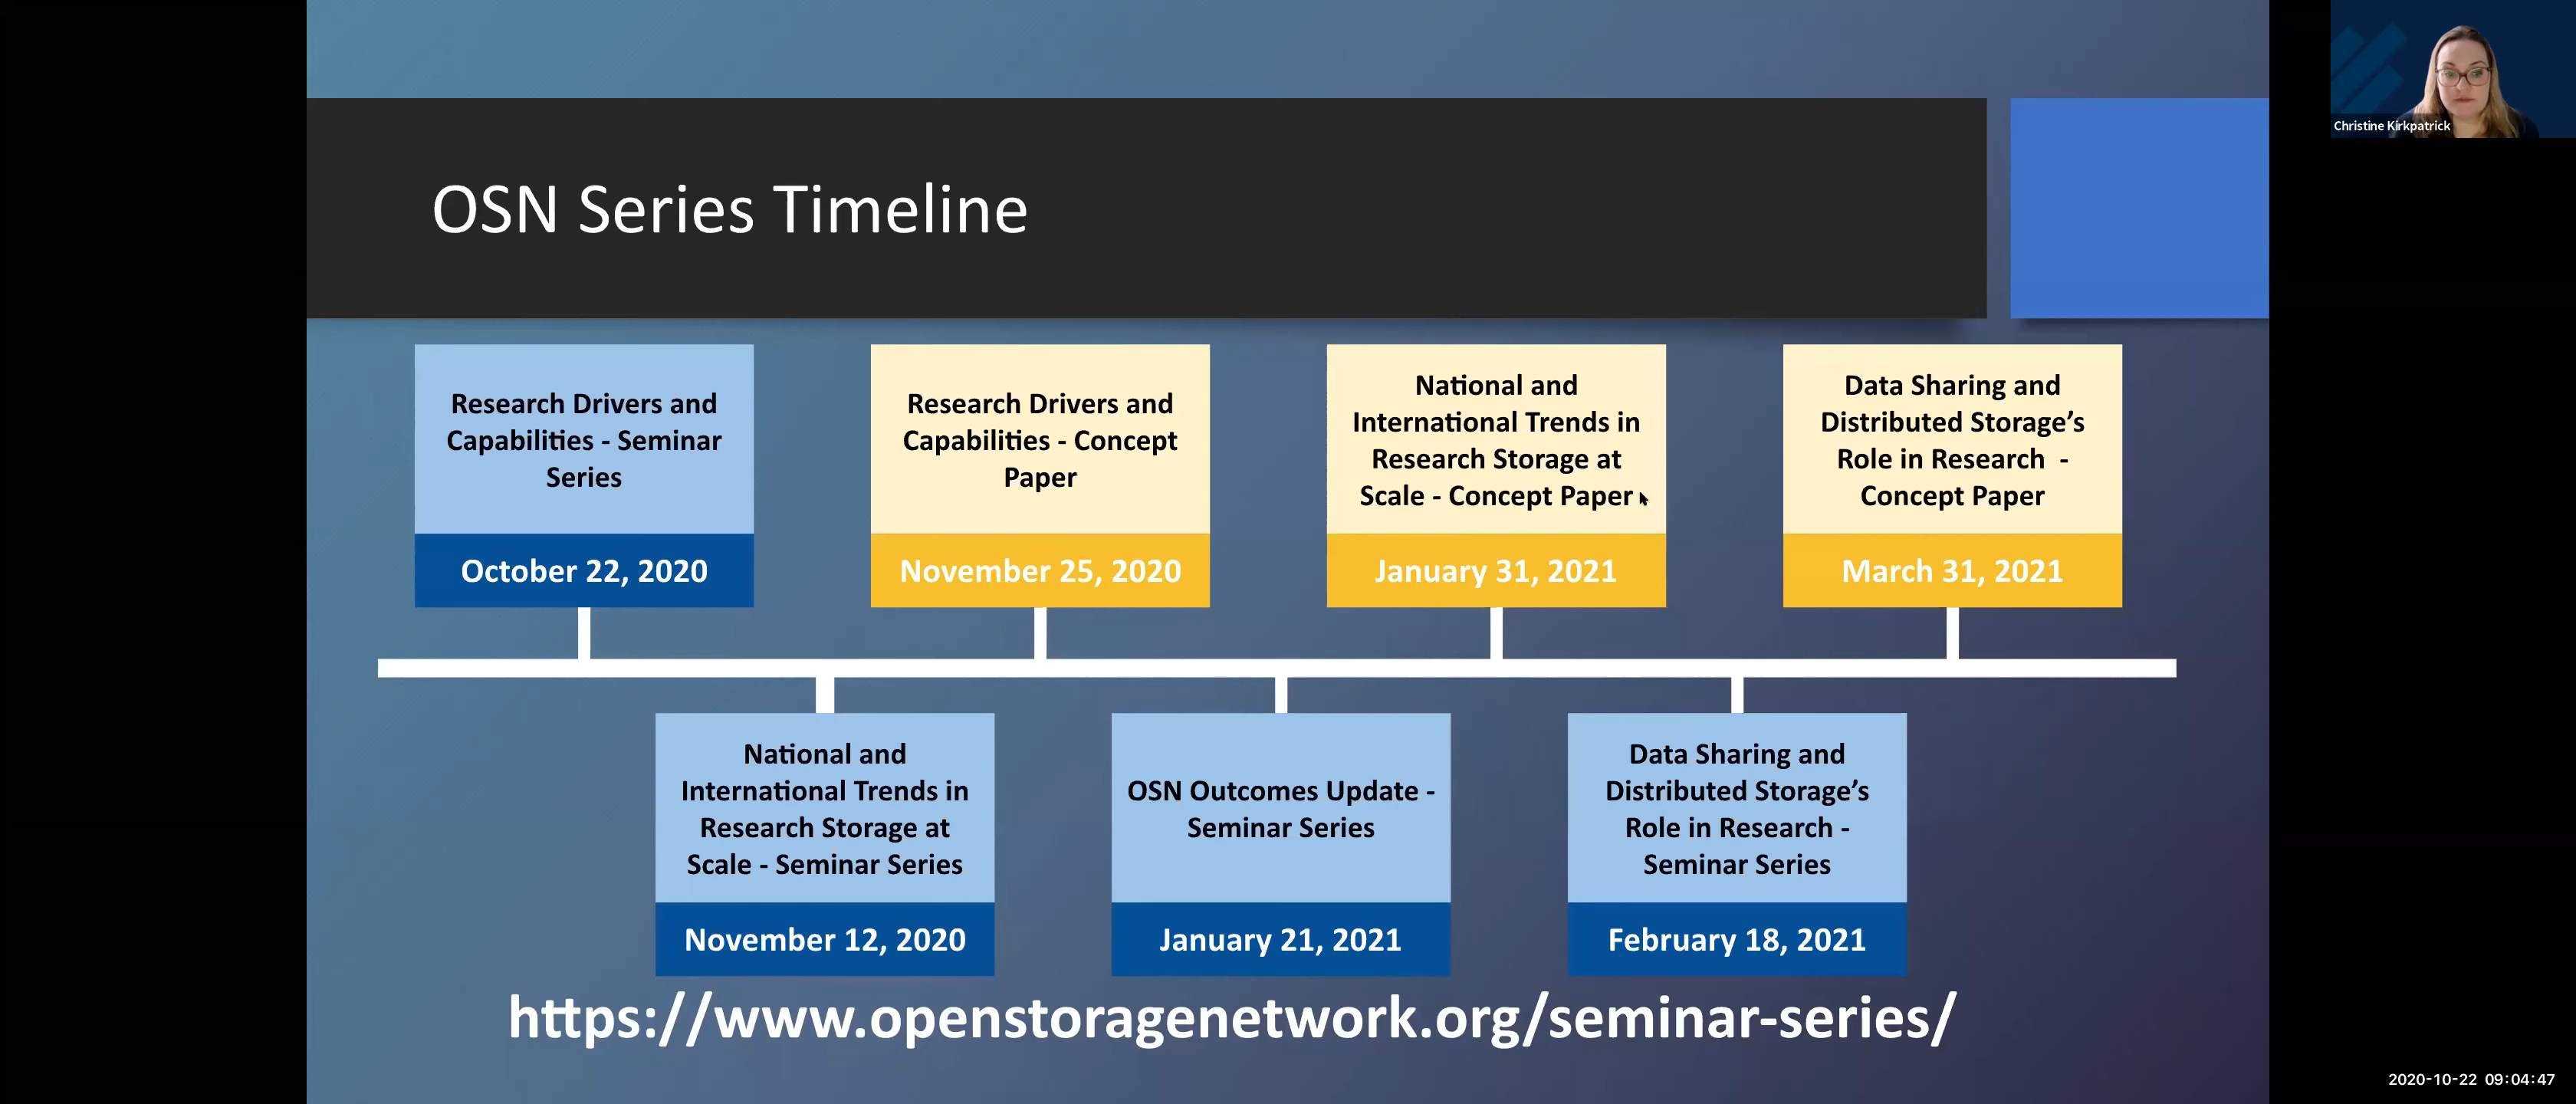 Christine Kirkpatrick
OSN Series Timeline
Research Drivers and
Capabilities - Seminar
Series
October 22, 2020
Research Drivers and
Capabilities - Concept
Paper
November 25, 2020
National and
International Trends in
Research Storage at
Scale - Concept Paper
January 31, 2021
Data Sharing and
Distributed Storage’s
Role in Research  -
Concept Paper
March 31, 2021
National and
International Trends in
Research Storage at
Scale - Seminar Series
November 12, 2020
OSN Outcomes Update -
Seminar Series
January 21, 2021
Data Sharing and
Distributed Storage’s
Role in Research -
Seminar Series
February 18, 2021
https://www.openstoragenetwork.org/seminar-series/
2020-10-22 09:04:47